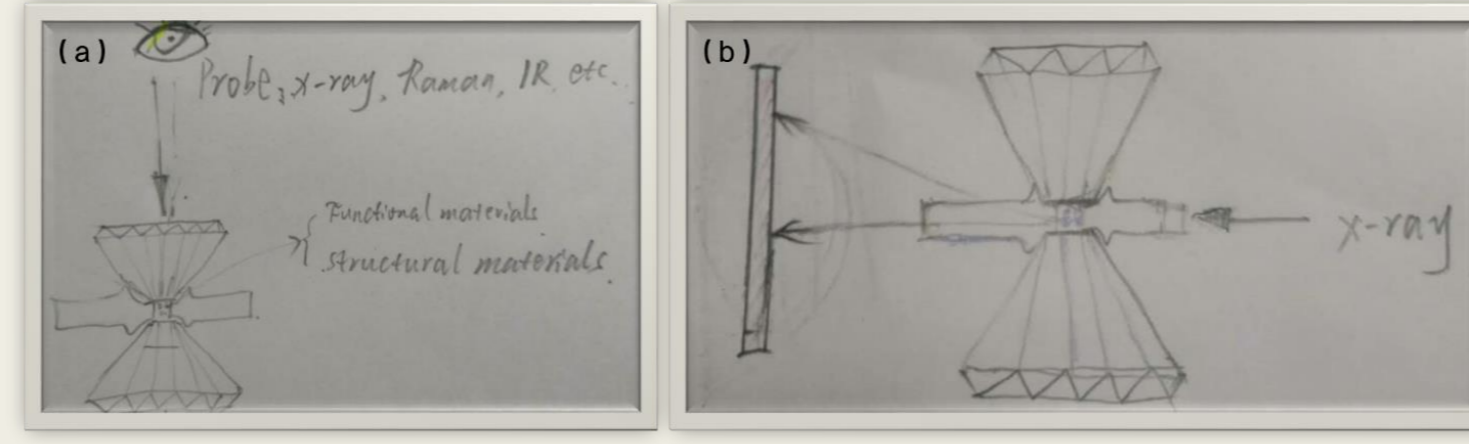 (a)
Probe, x-ray, Raman, IR etc.
Functional materials
structural materials.
(b)
x-ray